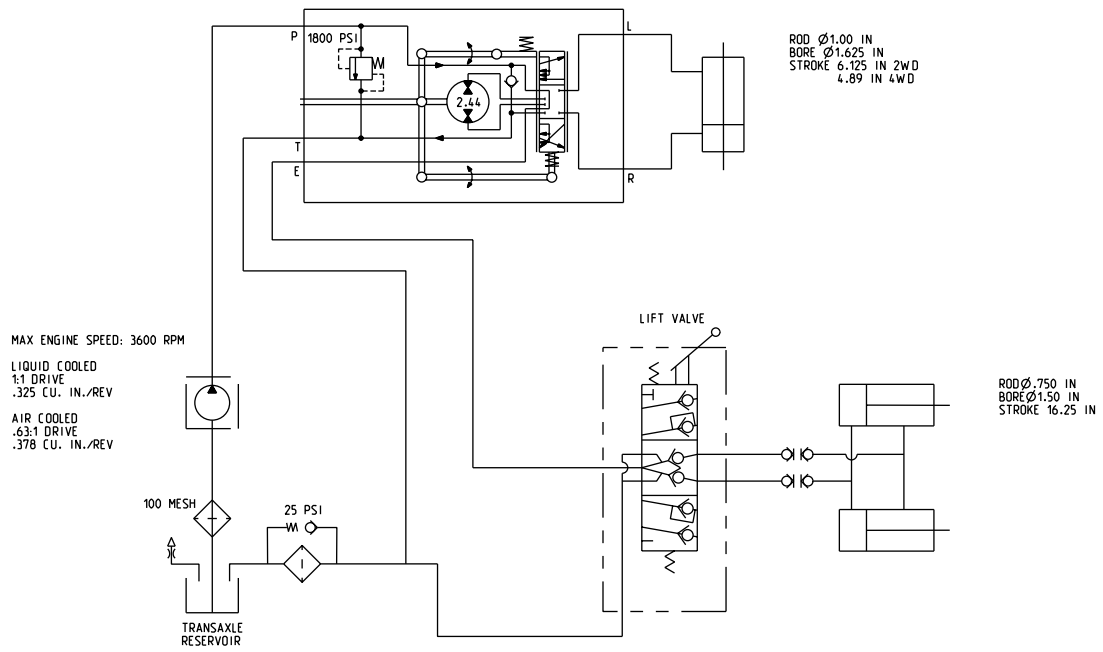 P
1800 PSI
L
ROD Ø1.00 IN
BORE Ø1.625 IN
STROKE 6.125 IN 2WD
4.89 IN 4WD
2.44
T
E
R
LIFT VALVE
MAX ENGINE SPEED: 3600 RPM
LIQUID COOLED
1:1 DRIVE
.325 CU. IN./REV
AIR COOLED
.63:1 DRIVE
.378 CU. IN./REV
RODØ.750 IN
BOREØ1.50 IN
STROKE 16.25 IN
100 MESH
25 PSI
TRANSAXLE
RESERVOIR